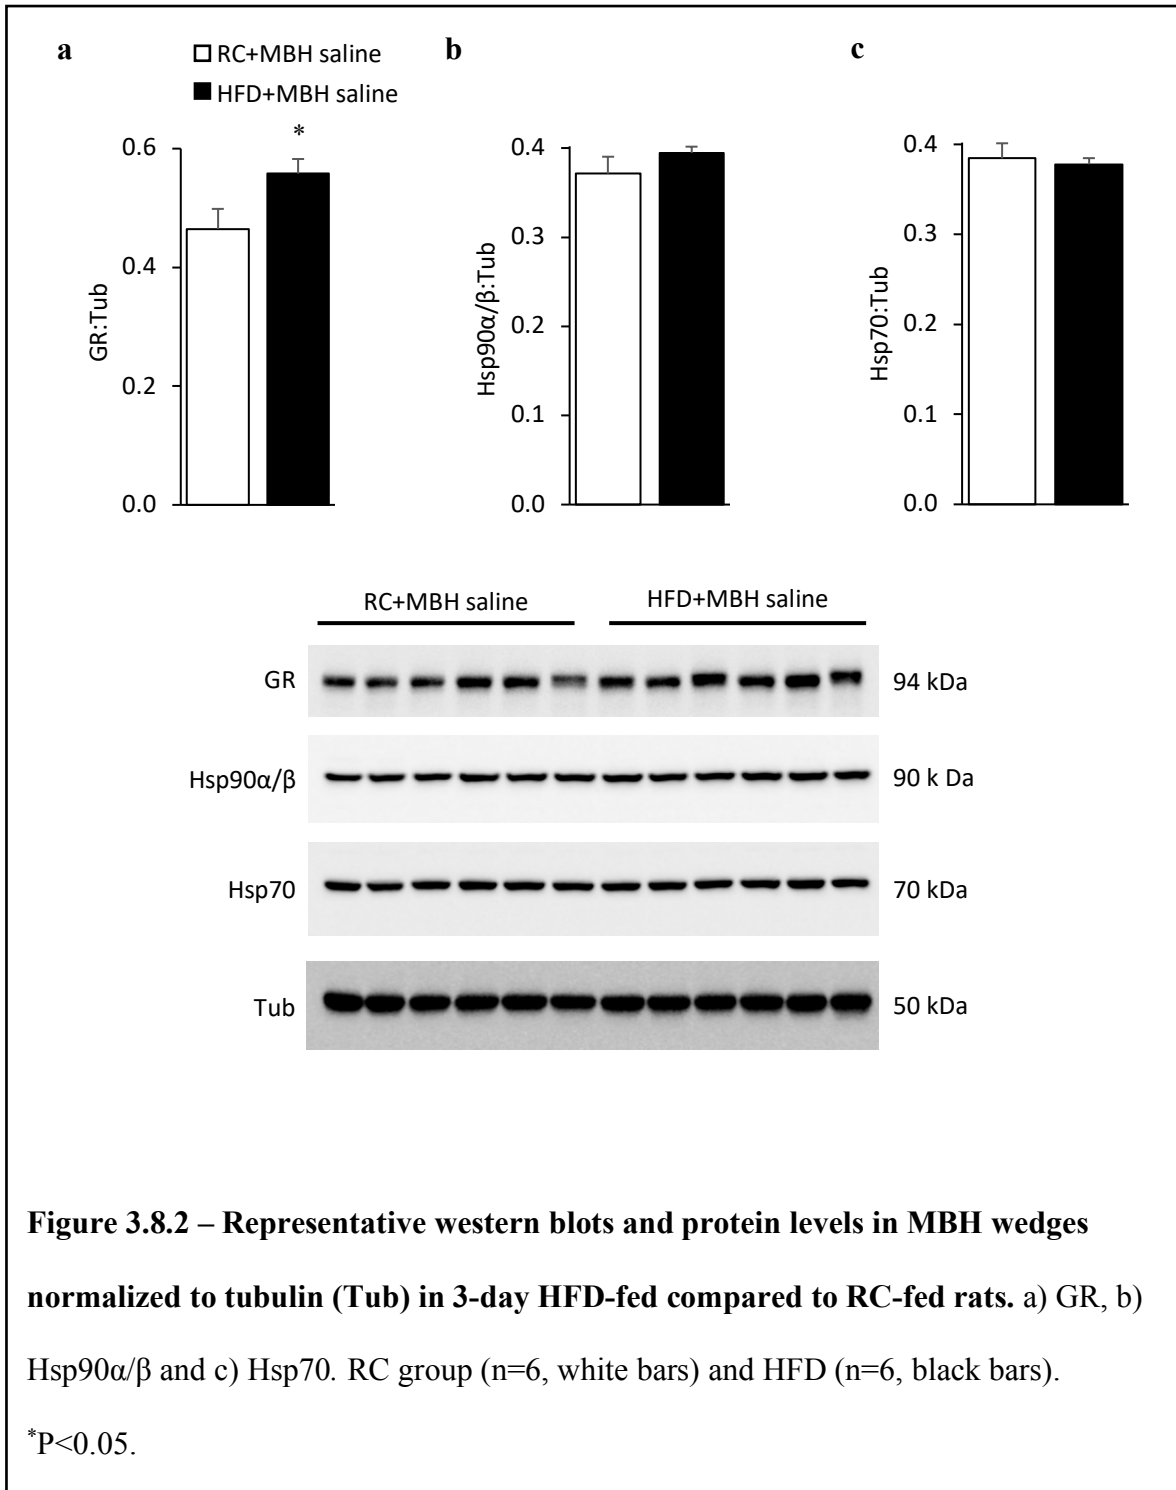 a
RC+MBH saline
HFD+MBH saline
b
c
*
0.6
0.4
0.2
0.0
GR:Tub
0.4
0.3
0.2
0.1
0.0
Hsp90α/β:Tub
0.4
0.3
0.2
0.1
0.0
Hsp70:Tub
RC+MBH saline
HFD+MBH saline
GR
94 kDa
Hsp90α/β
90 k Da
Hsp70
70 kDa
Tub
50 kDa
Figure 3.8.2 – Representative western blots and protein levels in MBH wedges
normalized to tubulin (Tub) in 3-day HFD-fed compared to RC-fed rats. a) GR, b)
Hsp90α/β and c) Hsp70. RC group (n=6, white bars) and HFD (n=6, black bars).
*P<0.05.